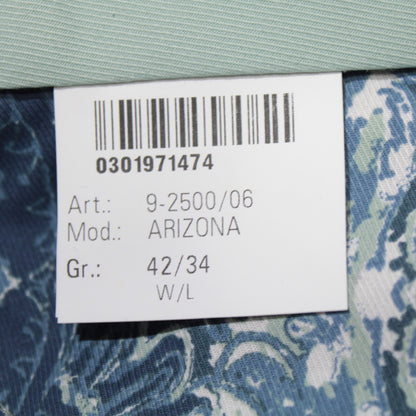 0301971474
Art.: 9-2500/06
Mod.: ARIZONA
Gr.: 42/34
W/L